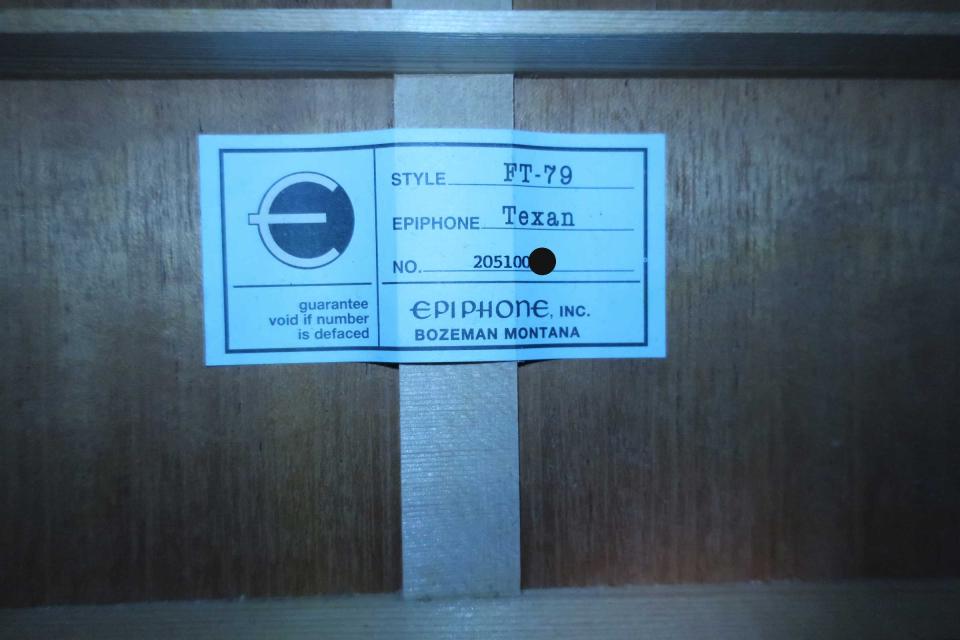 STYLE FT-79
EPIPHONE Texan
NO. 205100
guarantee
void if number
is defaced
EPIPHONE, INC.
BOZEMAN MONTANA